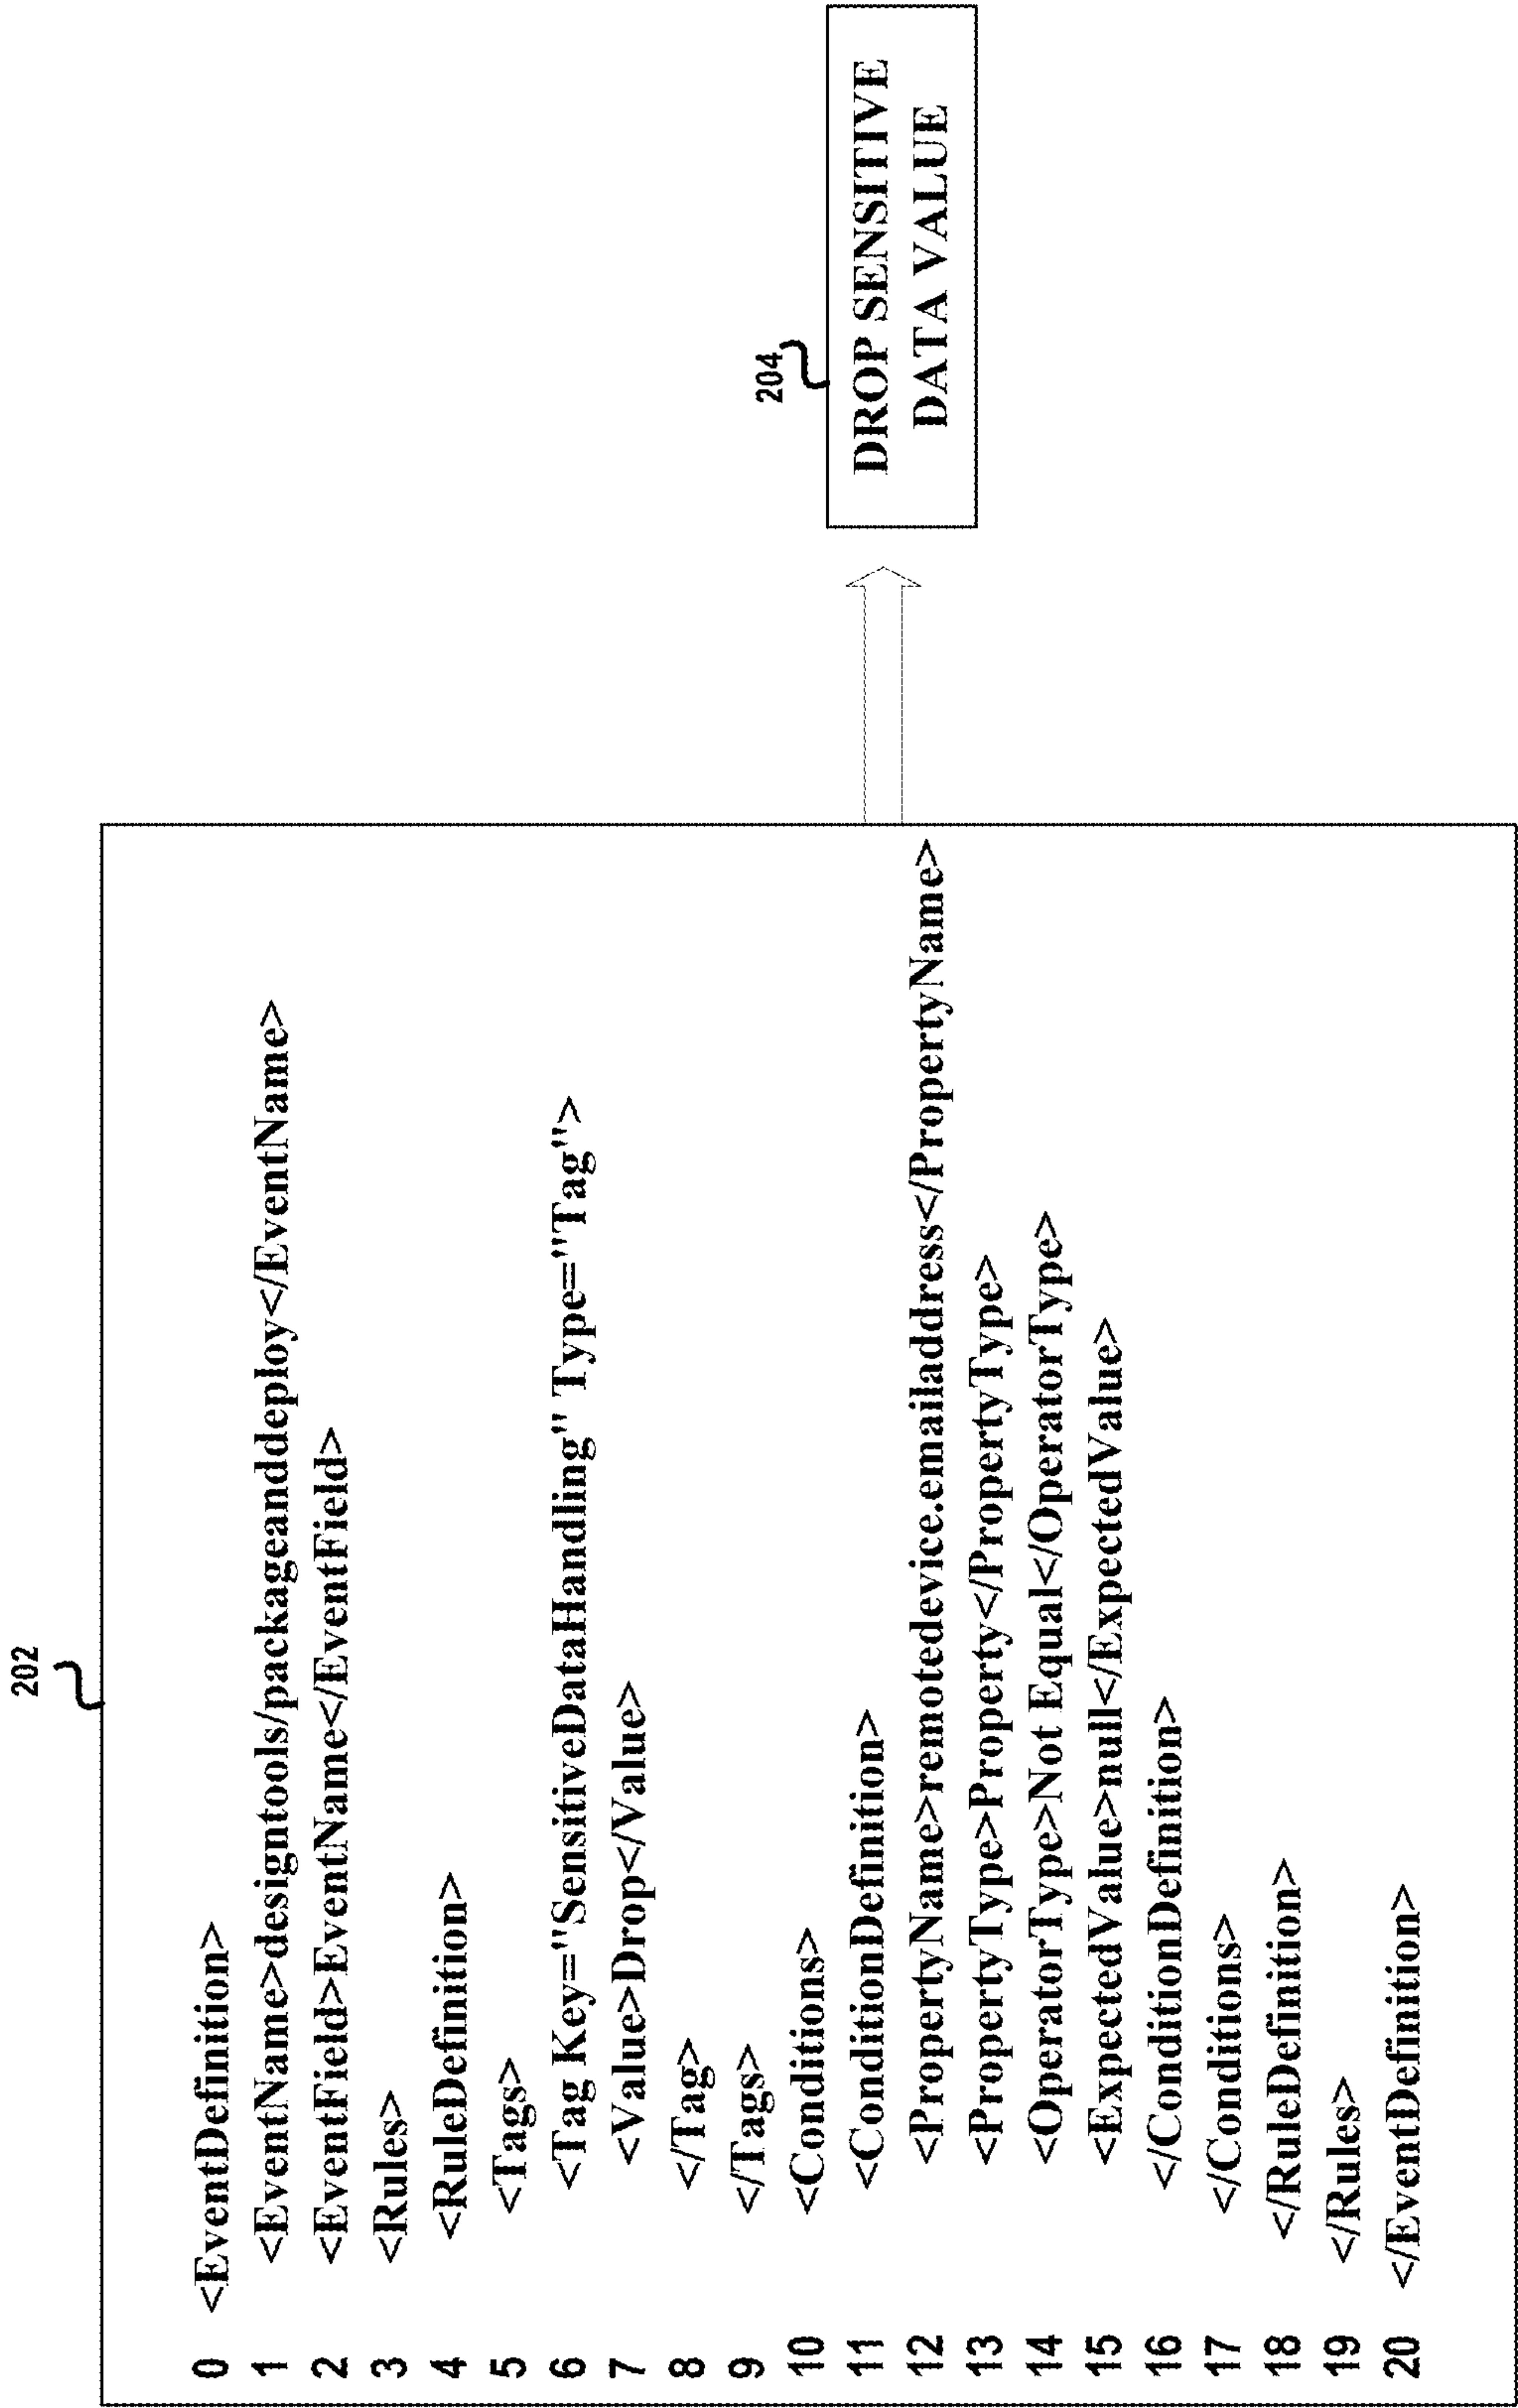 202
0 <EventDefinition>
1 <EventName>designtools/packageanddeploy</EventName>
2 <EventField>EventName</EventField>
3 <Rules>
4 <RuleDefinition>
5 <Tags>
6 <Tag Key="SensitiveDataHandling" Type="Tag">
7 <Value>Drop</Value>
8 </Tag>
9 </Tags>
10 <Conditions>
11 <ConditionDefinition>
12 <PropertyName>remotedevice.emailaddress</PropertyName>
13 <PropertyType>Property</PropertyType>
14 <OperatorType>Not Equal</OperatorType>
15 <ExpectedValue>null</ExpectedValue>
16 </ConditionDefinition>
17 </Conditions>
18 </RuleDefinition>
19 </Rules>
20 </EventDefinition>
204
DROP SENSITIVE
DATA VALUE